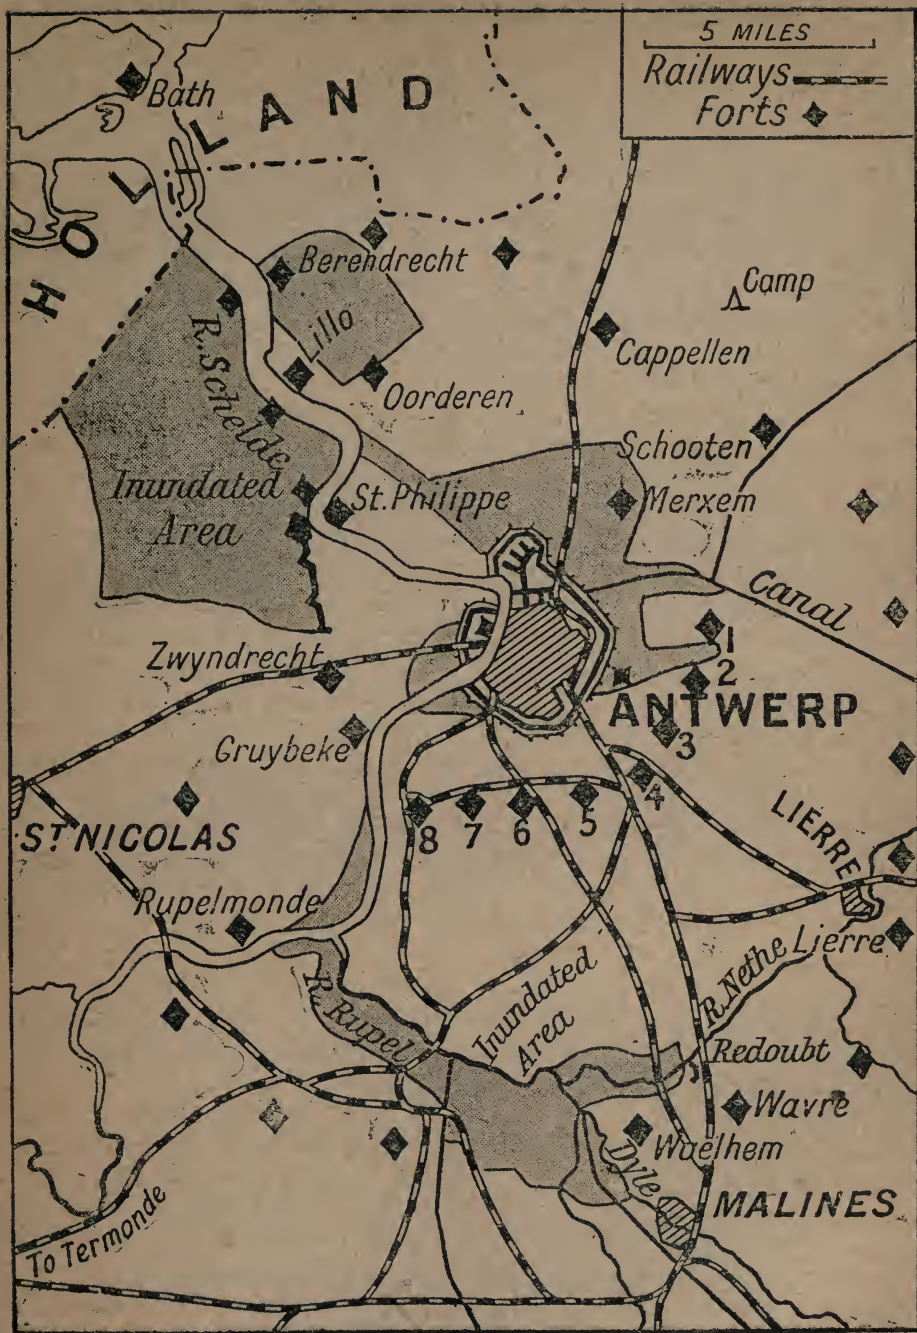 5 MILES
Railways
Forts
Bath
HOLLAND
Berendrecht
Camp
Lillo
R. Schelde
Cappellen
Oorderen
Schooten
Inundated
Area
St. Philippe
Merxem
Canal
1
2
Zwyndrecht
ANTWERP
3
Gruybeke
4
8 7 6 5
ST. NICOLAS
LIERRE
Rupelmonde
Lierre
R. Nethe
Inundated
Area
R. Rupel
Redoubt
Wavre
Waelhem
Dyle
MALINES
To Termonde